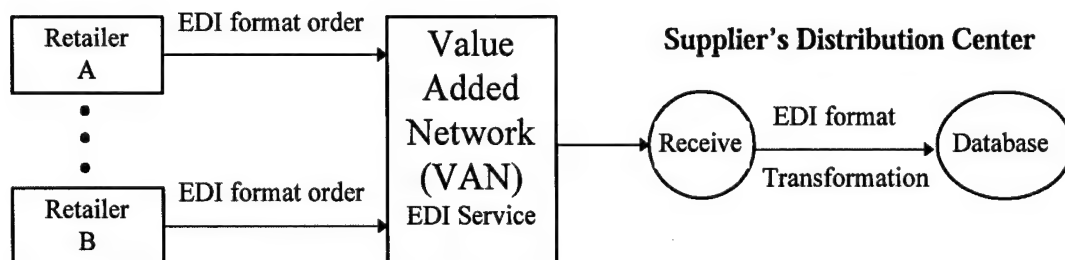 Retailer
A
EDI format order
Retailer
B
EDI format order
Value
Added
Network
(VAN)
EDI Service
Supplier's Distribution Center
Receive
EDI format
Transformation
Database